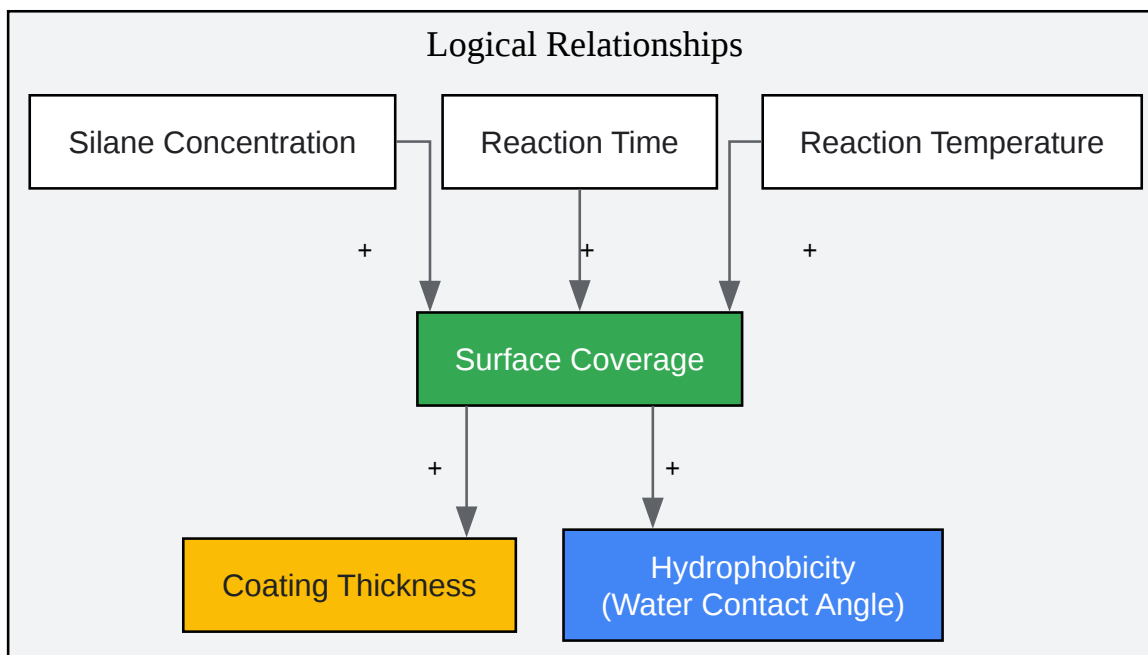 Logical Relationships
Silane Concentration
Reaction Time
Reaction Temperature
+
+
+
Surface Coverage
+
+
Coating Thickness
Hydrophobicity
(Water Contact Angle)